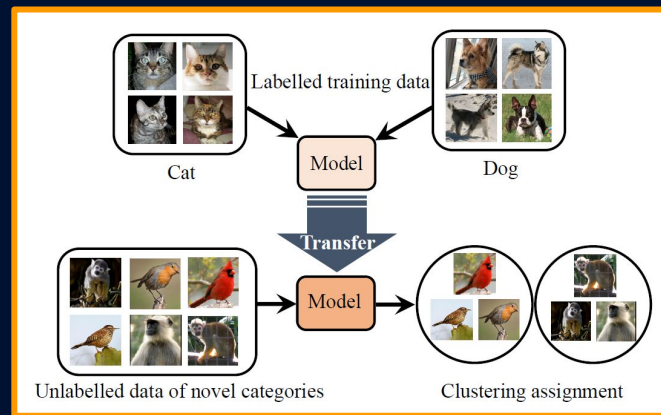 Labelled training data
Cat
Model
Dog
Transfer
Model
Unlabelled data of novel categories
Clustering assignment